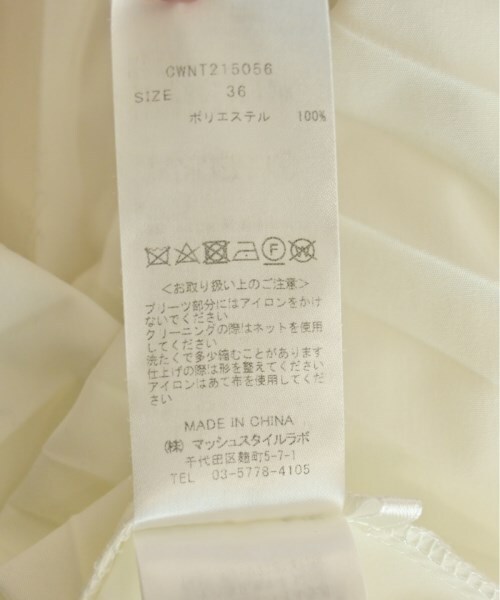 CWNT215056
SIZE 36
ポリエステル 100%
<お取り扱い上のご注意>
プリーツ部分にはアイロンをかけ
ないでください
クリーニングの際はネットを使用
してください
洗たくで多少縮むことがあります
仕上げの際は形を整えてください
アイロンはあて布を使用してくだ
さい
MADE IN CHINA
(株) マッシュスタイルラボ
千代田区麹町5-7-1
TEL 03-5778-4105